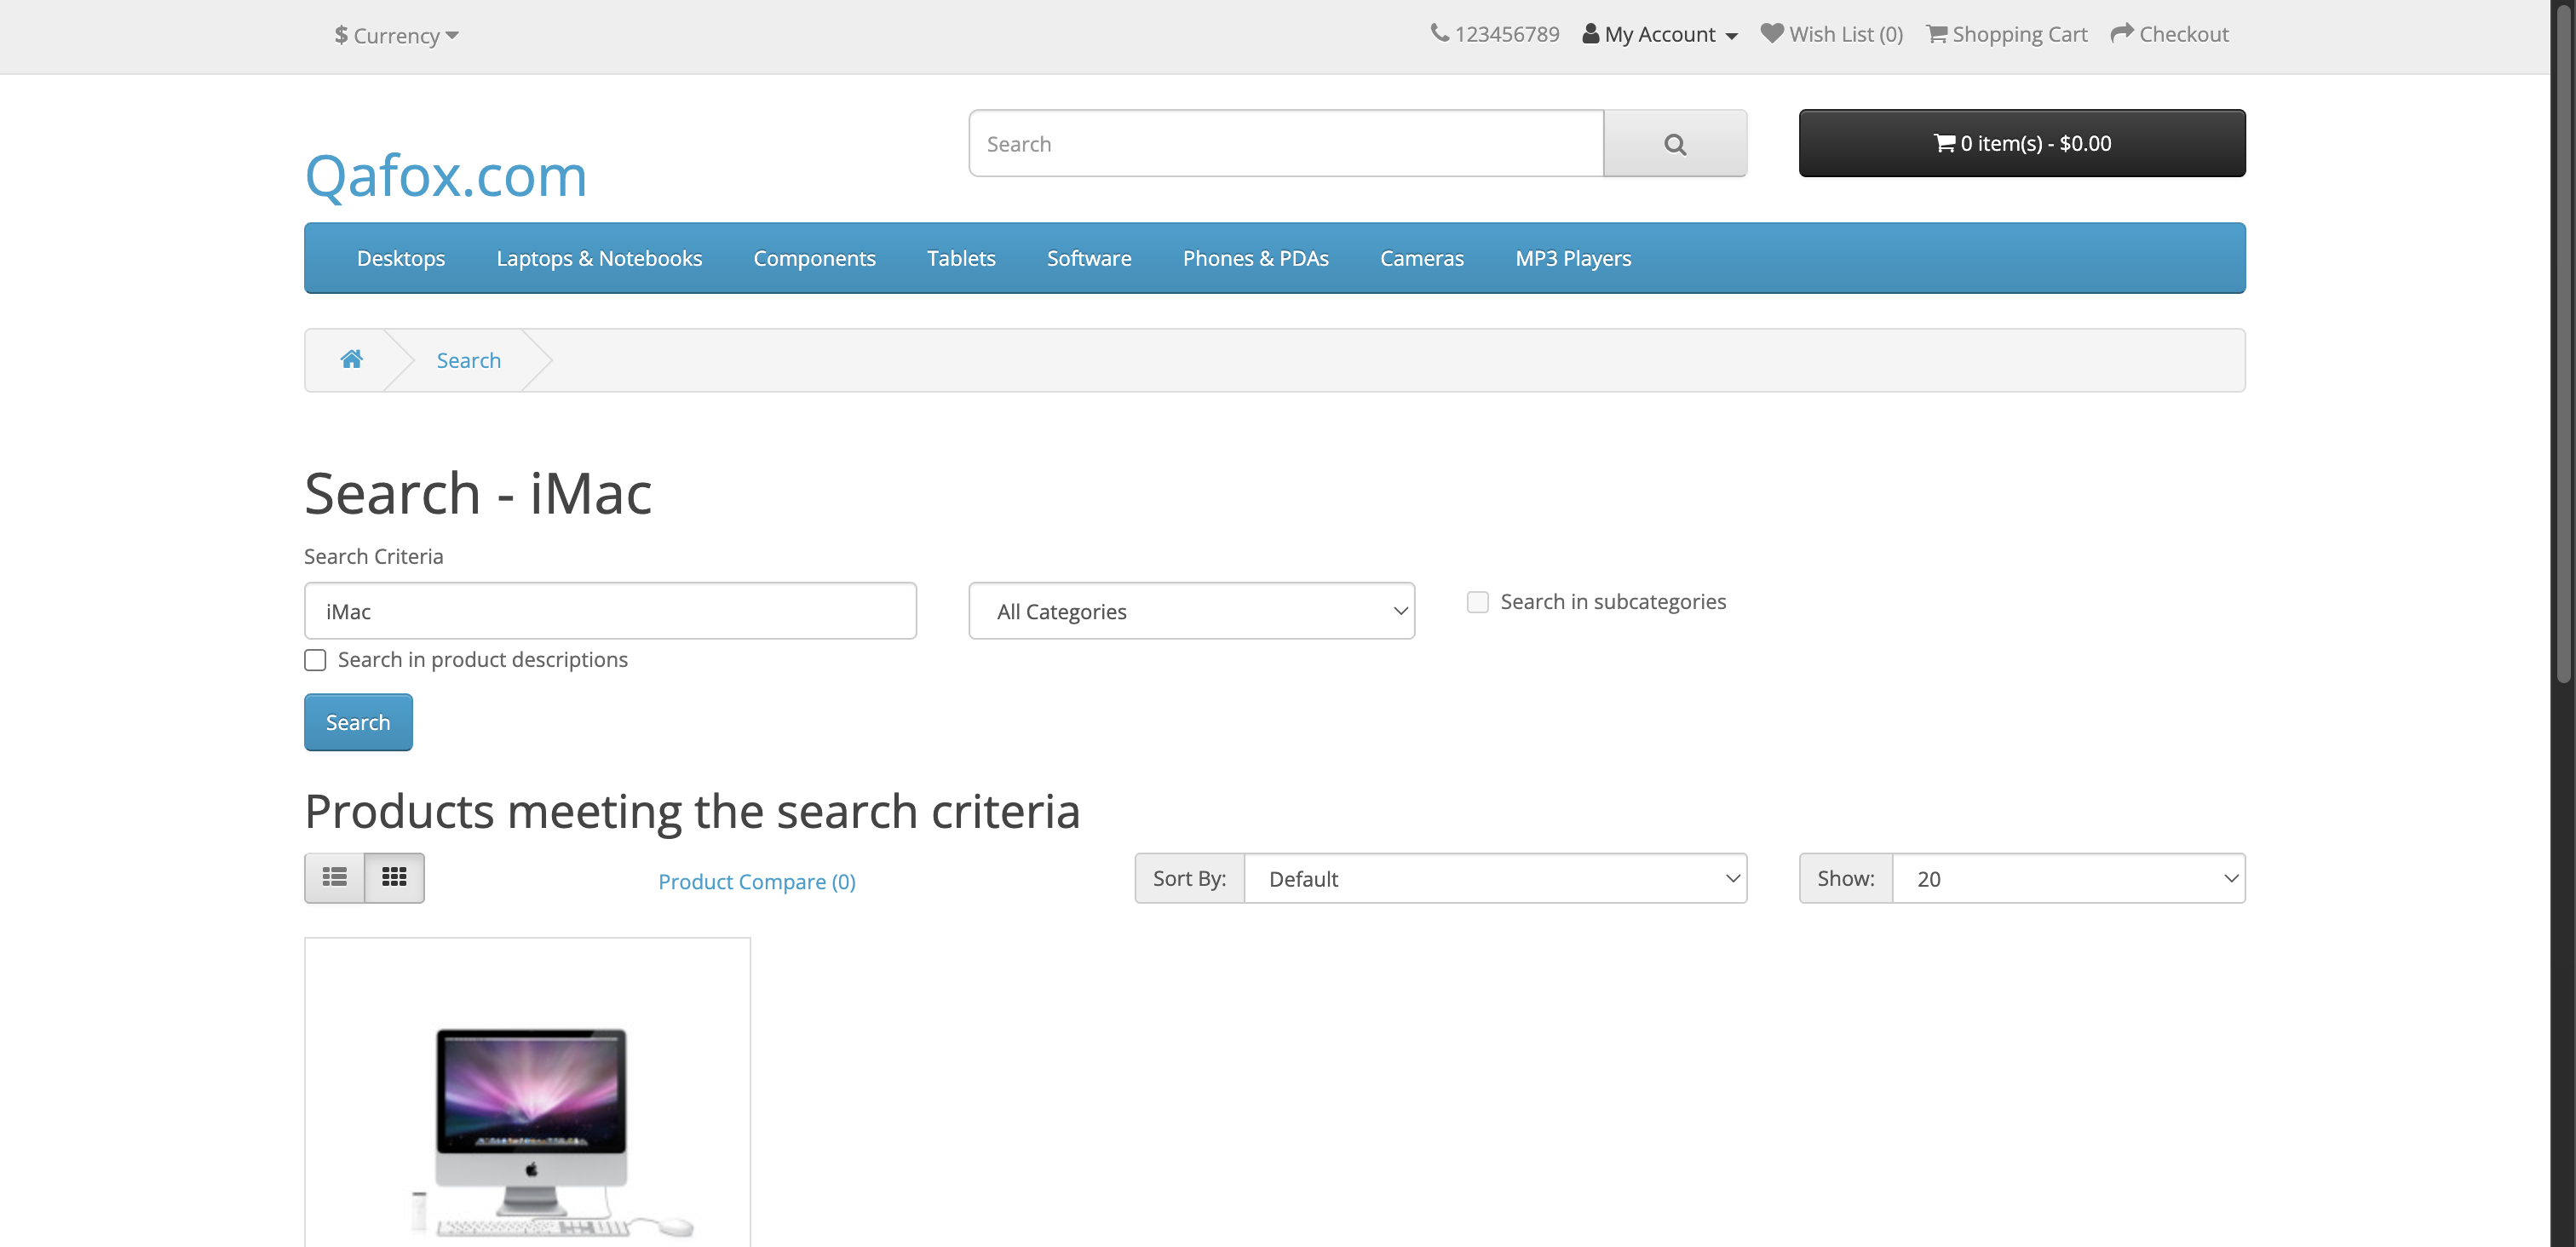 $ Currency
123456789 My Account Wish List (0) Shopping Cart Checkout
Qafox.com
Search
0 item(s) - $0.00
Desktops Laptops & Notebooks Components Tablets Software Phones & PDAs Cameras MP3 Players
Search
Search - iMac
Search Criteria
iMac
All Categories
Search in subcategories
Search in product descriptions
Search
Products meeting the search criteria
Product Compare (0)
Sort By: Default
Show: 20